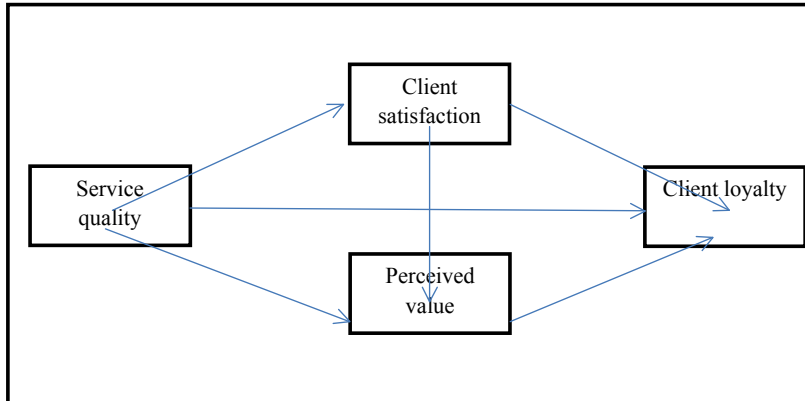 Client
satisfaction
Service
quality
Client loyalty
Perceived
value